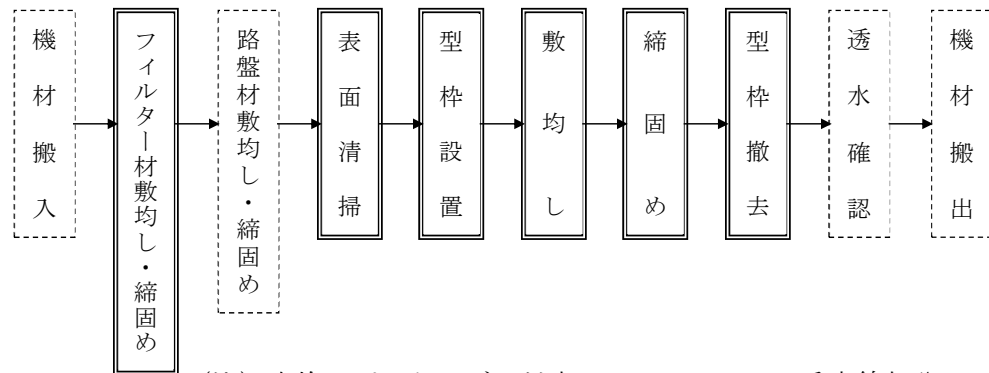 機材搬入
フィルター材敷均し・締固め
路盤材敷均し・締固め
表面清掃
型枠設置
敷均し
締固め
型枠撤去
透水確認
機材搬出